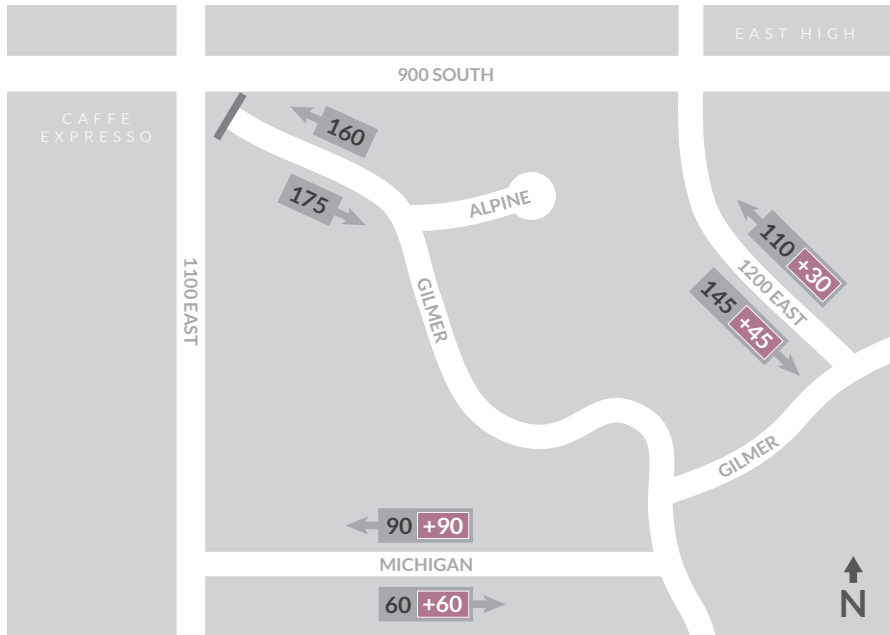 EAST HIGH
900 SOUTH
CAFFE
EXPRESSO
160
175
ALPINE
110 +30
1200 EAST
145 +45
1100 EAST
GILMER
GILMER
90 +90
MICHIGAN
60 +60
N